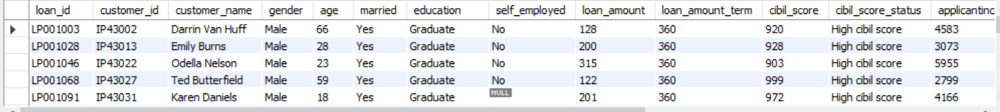 loan_id customer_id customer_name gender age married education self_employed loan_amount loan_amount_term cibil_score cibil_score_status applicantinc
LP001003 IP43002 Darrin Van Huff Male 66 Yes Graduate No 128 360 920 High cibil score 4583
LP001028 IP43013 Emily Burns Male 28 Yes Graduate No 200 360 928 High cibil score 3073
LP001046 IP43022 Odella Nelson Male 23 Yes Graduate No 315 360 903 High cibil score 5955
LP001068 IP43027 Ted Butterfield Male 59 Yes Graduate No 122 360 999 High cibil score 2799
LP001091 IP43031 Karen Daniels Male 18 Yes Graduate NULL 201 360 972 High cibil score 4166